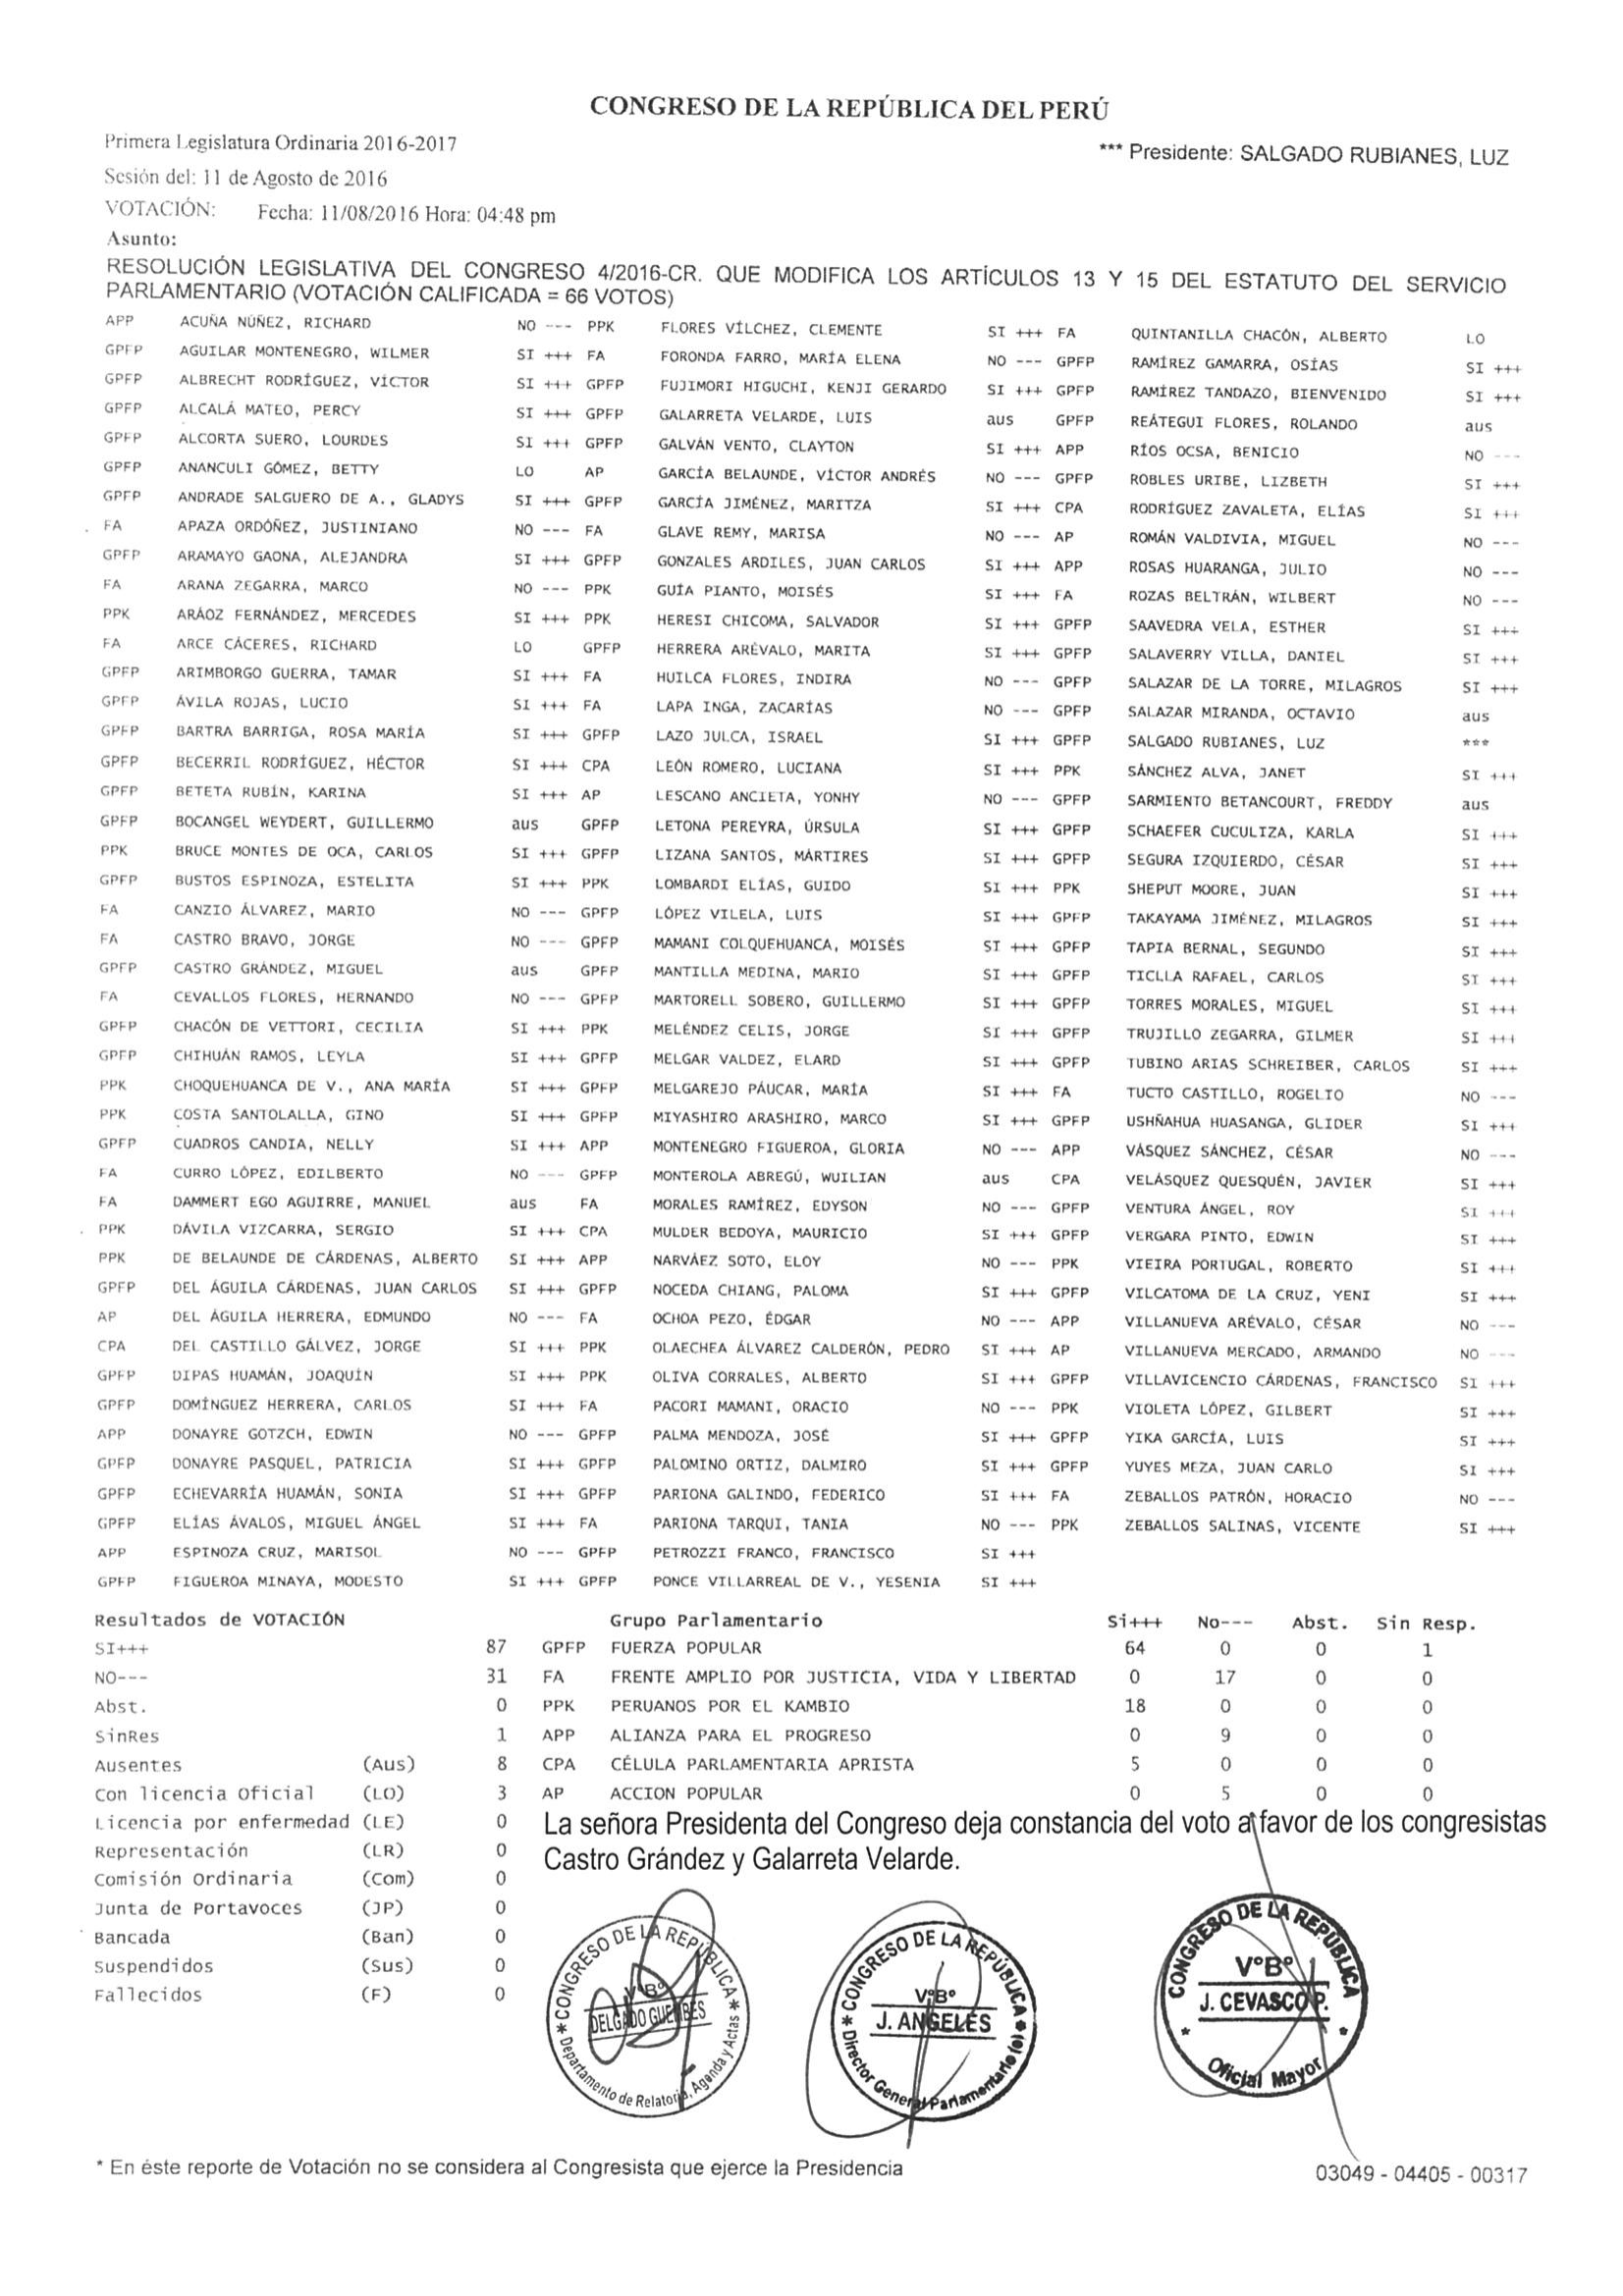 CONGRESO DE LA REPÚBLICA DEL PERÚ
Primera Legislatura Ordinaria 2016-2017
*** Presidente: SALGADO RUBIANES, LUZ
Sesión del: 11 de Agosto de 2016
VOTACIÓN: Fecha: 11/08/2016 Hora: 04:48 pm
Asunto:
RESOLUCIÓN LEGISLATIVA DEL CONGRESO 4/2016-CR. QUE MODIFICA LOS ARTÍCULOS 13 Y 15 DEL ESTATUTO DEL SERVICIO
PARLAMENTARIO (VOTACIÓN CALIFICADA = 66 VOTOS)
APP ACUÑA NÚÑEZ, RICHARD NO --- PPK FLORES VÍLCHEZ, CLEMENTE SI +++ FA QUINTANILLA CHACÓN, ALBERTO LO
GPFP AGUILAR MONTENEGRO, WILMER SI +++ FA FORONDA FARRO, MARÍA ELENA NO --- GPFP RAMÍREZ GAMARRA, OSÍAS SI +++
GPFP ALBRECHT RODRÍGUEZ, VÍCTOR SI +++ GPFP FUJIMORI HIGUCHI, KENJI GERARDO SI +++ GPFP RAMÍREZ TANDAZO, BIENVENIDO SI +++
GPFP ALCALÁ MATEO, PERCY SI +++ GPFP GALARRETA VELARDE, LUIS aus GPFP REÁTEGUI FLORES, ROLANDO aus
GPFP ALCORTA SUERO, LOURDES SI +++ GPFP GALVÁN VENTO, CLAYTON SI +++ APP RÍOS OCSA, BENICIO NO ---
GPFP ANANCULI GÓMEZ, BETTY LO AP GARCÍA BELAUNDE, VÍCTOR ANDRÉS NO --- GPFP ROBLES URIBE, LIZBETH SI +++
GPFP ANDRADE SALGUERO DE A., GLADYS SI +++ GPFP GARCÍA JIMÉNEZ, MARITZA SI +++ CPA RODRÍGUEZ ZAVALETA, ELÍAS SI +++
FA APAZA ORDÓÑEZ, JUSTINIANO NO --- FA GLAVE REMY, MARISA NO --- AP ROMÁN VALDIVIA, MIGUEL NO ---
GPFP ARAMAYO GAONA, ALEJANDRA SI +++ GPFP GONZALES ARDILES, JUAN CARLOS SI +++ APP ROSAS HUARANGA, JULIO NO ---
FA ARANA ZEGARRA, MARCO NO --- PPK GUÍA PIANTO, MOISÉS SI +++ FA ROZAS BELTRÁN, WILBERT NO ---
PPK ARÁOZ FERNÁNDEZ, MERCEDES SI +++ PPK HERESI CHICOMA, SALVADOR SI +++ GPFP SAAVEDRA VELA, ESTHER SI +++
FA ARCE CÁCERES, RICHARD LO GPFP HERRERA ARÉVALO, MARITA SI +++ GPFP SALAVERRY VILLA, DANIEL SI +++
GPFP ARIMBORGO GUERRA, TAMAR SI +++ FA HUILCA FLORES, INDIRA NO --- GPFP SALAZAR DE LA TORRE, MILAGROS SI +++
GPFP ÁVILA ROJAS, LUCIO SI +++ FA LAPA INGA, ZACARÍAS NO --- GPFP SALAZAR MIRANDA, OCTAVIO aus
GPFP BARTRA BARRIGA, ROSA MARÍA SI +++ GPFP LAZO JULCA, ISRAEL SI +++ GPFP SALGADO RUBIANES, LUZ ***
GPFP BECERRIL RODRÍGUEZ, HÉCTOR SI +++ CPA LEÓN ROMERO, LUCIANA SI +++ PPK SÁNCHEZ ALVA, JANET SI +++
GPFP BETETA RUBÍN, KARINA SI +++ AP LESCANO ANCIETA, YONHY NO --- GPFP SARMIENTO BETANCOURT, FREDDY aus
GPFP BOCANGEL WEYDERT, GUILLERMO aus GPFP LETONA PEREYRA, ÚRSULA SI +++ GPFP SCHAEFER CUCULIZA, KARLA SI +++
PPK BRUCE MONTES DE OCA, CARLOS SI +++ GPFP LIZANA SANTOS, MÁRTIRES SI +++ GPFP SEGURA IZQUIERDO, CÉSAR SI +++
GPFP BUSTOS ESPINOZA, ESTELITA SI +++ PPK LOMBARDI ELÍAS, GUIDO SI +++ PPK SHEPUT MOORE, JUAN SI +++
FA CANZIO ÁLVAREZ, MARIO NO --- GPFP LÓPEZ VILELA, LUIS SI +++ GPFP TAKAYAMA JIMÉNEZ, MILAGROS SI +++
FA CASTRO BRAVO, JORGE NO --- GPFP MAMANI COLQUEHUANCA, MOISÉS SI +++ GPFP TAPIA BERNAL, SEGUNDO SI +++
GPFP CASTRO GRÁNDEZ, MIGUEL aus GPFP MANTILLA MEDINA, MARIO SI +++ GPFP TICLLA RAFAEL, CARLOS SI +++
FA CEVALLOS FLORES, HERNANDO NO --- GPFP MARTORELL SOBERO, GUILLERMO SI +++ GPFP TORRES MORALES, MIGUEL SI +++
GPFP CHACÓN DE VETTORI, CECILIA SI +++ PPK MELÉNDEZ CELIS, JORGE SI +++ GPFP TRUJILLO ZEGARRA, GILMER SI +++
GPFP CHIHUÁN RAMOS, LEYLA SI +++ GPFP MELGAR VALDEZ, ELARD SI +++ GPFP TUBINO ARIAS SCHREIBER, CARLOS SI +++
PPK CHOQUEHUANCA DE V., ANA MARÍA SI +++ GPFP MELGAREJO PÁUCAR, MARÍA SI +++ FA TUCTO CASTILLO, ROGELIO NO ---
PPK COSTA SANTOLALLA, GINO SI +++ GPFP MIYASHIRO ARASHIRO, MARCO SI +++ GPFP USHÑAHUA HUASANGA, GLIDER SI +++
GPFP CUADROS CANDIA, NELLY SI +++ APP MONTENEGRO FIGUEROA, GLORIA NO --- APP VÁSQUEZ SÁNCHEZ, CÉSAR NO ---
FA CURRO LÓPEZ, EDILBERTO NO --- GPFP MONTEROLA ABREGÚ, WUILIAN aus CPA VELÁSQUEZ QUESQUÉN, JAVIER SI +++
FA DAMMERT EGO AGUIRRE, MANUEL aus FA MORALES RAMÍREZ, EDYSON NO --- GPFP VENTURA ÁNGEL, ROY SI +++
PPK DÁVILA VIZCARRA, SERGIO SI +++ CPA MULDER BEDOYA, MAURICIO SI +++ GPFP VERGARA PINTO, EDWIN SI +++
PPK DE BELAUNDE DE CÁRDENAS, ALBERTO SI +++ APP NARVÁEZ SOTO, ELOY NO --- PPK VIEIRA PORTUGAL, ROBERTO SI +++
GPFP DEL ÁGUILA CÁRDENAS, JUAN CARLOS SI +++ GPFP NOCEDA CHIANG, PALOMA SI +++ GPFP VILCATOMA DE LA CRUZ, YENI SI +++
AP DEL ÁGUILA HERRERA, EDMUNDO NO --- FA OCHOA PEZO, ÉDGAR NO --- APP VILLANUEVA ARÉVALO, CÉSAR NO ---
CPA DEL CASTILLO GÁLVEZ, JORGE SI +++ PPK OLAECHEA ÁLVAREZ CALDERÓN, PEDRO SI +++ AP VILLANUEVA MERCADO, ARMANDO NO ---
GPFP DIPAS HUAMÁN, JOAQUÍN SI +++ PPK OLIVA CORRALES, ALBERTO SI +++ GPFP VILLAVICENCIO CÁRDENAS, FRANCISCO SI +++
GPFP DOMÍNGUEZ HERRERA, CARLOS SI +++ FA PACORI MAMANI, ORACIO NO --- PPK VIOLETA LÓPEZ, GILBERT SI +++
APP DONAYRE GOTZCH, EDWIN NO --- GPFP PALMA MENDOZA, JOSÉ SI +++ GPFP YIKA GARCÍA, LUIS SI +++
GPFP DONAYRE PASQUEL, PATRICIA SI +++ GPFP PALOMINO ORTIZ, DALMIRO SI +++ GPFP YUYES MEZA, JUAN CARLO SI +++
GPFP ECHEVARRÍA HUAMÁN, SONIA SI +++ GPFP PARIONA GALINDO, FEDERICO SI +++ FA ZEBALLOS PATRÓN, HORACIO NO ---
GPFP ELÍAS ÁVALOS, MIGUEL ÁNGEL SI +++ FA PARIONA TARQUI, TANIA NO --- PPK ZEBALLOS SALINAS, VICENTE SI +++
APP ESPINOZA CRUZ, MARISOL NO --- GPFP PETROZZI FRANCO, FRANCISCO SI +++
GPFP FIGUEROA MINAYA, MODESTO SI +++ GPFP PONCE VILLARREAL DE V., YESENIA SI +++
Resultados de VOTACIÓN Grupo Parlamentario Si+++ No--- Abst. Sin Resp.
SI+++ 87 GPFP FUERZA POPULAR 64 0 0 1
NO--- 31 FA FRENTE AMPLIO POR JUSTICIA, VIDA Y LIBERTAD 0 17 0 0
Abst. 0 PPK PERUANOS POR EL KAMBIO 18 0 0 0
SinRes 1 APP ALIANZA PARA EL PROGRESO 0 9 0 0
Ausentes (Aus) 8 CPA CÉLULA PARLAMENTARIA APRISTA 5 0 0 0
Con licencia Oficial (LO) 3 AP ACCION POPULAR 0 5 0 0
Licencia por enfermedad (LE) 0
Representación (LR) 0
Comisión Ordinaria (Com) 0
Junta de Portavoces (JP) 0
Bancada (Ban) 0
Suspendidos (Sus) 0
Fallecidos (F) 0
La señora Presidenta del Congreso deja constancia del voto a favor de los congresistas
Castro Grández y Galarreta Velarde.
* CONGRESO DE LA REPÚBLICA *
V°B°
DELGADO GUEMBES
Departamento de Relatoría, Agenda y Actas
* CONGRESO DE LA REPÚBLICA *
V°B°
J. ANGELES
Director General Parlamentario (e)
CONGRESO DE LA REPÚBLICA
V°B°
J. CEVASCO P.
* Oficial Mayor *
* En éste reporte de Votación no se considera al Congresista que ejerce la Presidencia
03049 - 04405 - 00317